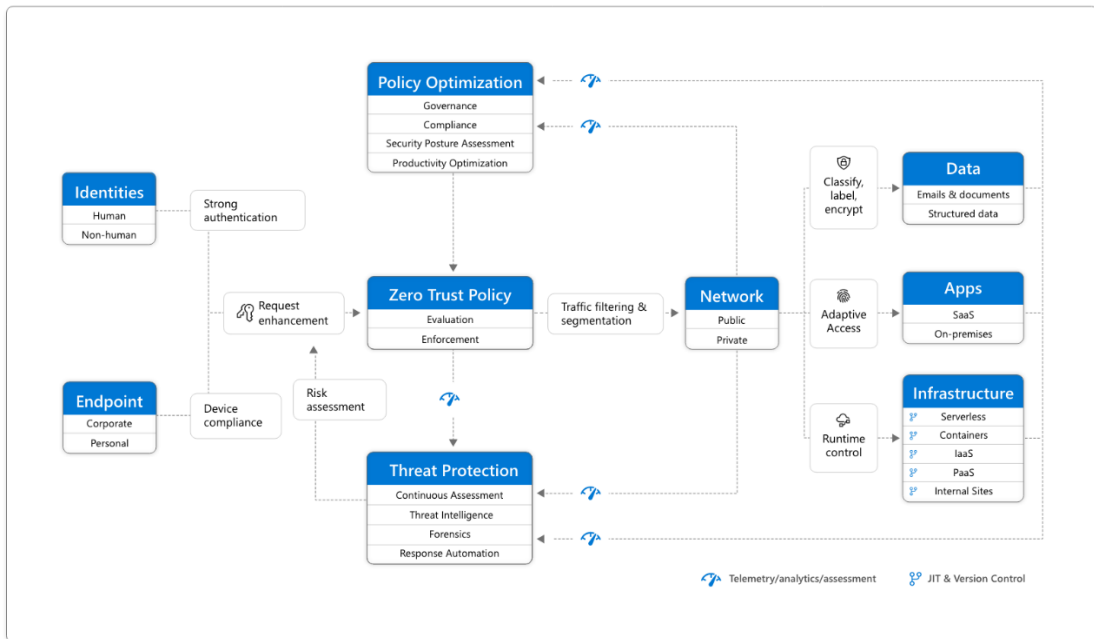 Policy Optimization
Governance
Compliance
Security Posture Assessment
Productivity Optimization
Identities
Human
Non-human
Strong
authentication
Endpoint
Corporate
Personal
Device
compliance
Request
enhancement
Risk
assessment
Zero Trust Policy
Evaluation
Enforcement
Threat Protection
Continuous Assessment
Threat Intelligence
Forensics
Response Automation
Traffic filtering &
segmentation
Network
Public
Private
Classify,
label,
encrypt
Data
Emails & documents
Structured data
Adaptive
Access
Apps
SaaS
On-premises
Runtime
control
Infrastructure
Serverless
Containers
IaaS
PaaS
Internal Sites
Telemetry/analytics/assessment
JIT & Version Control